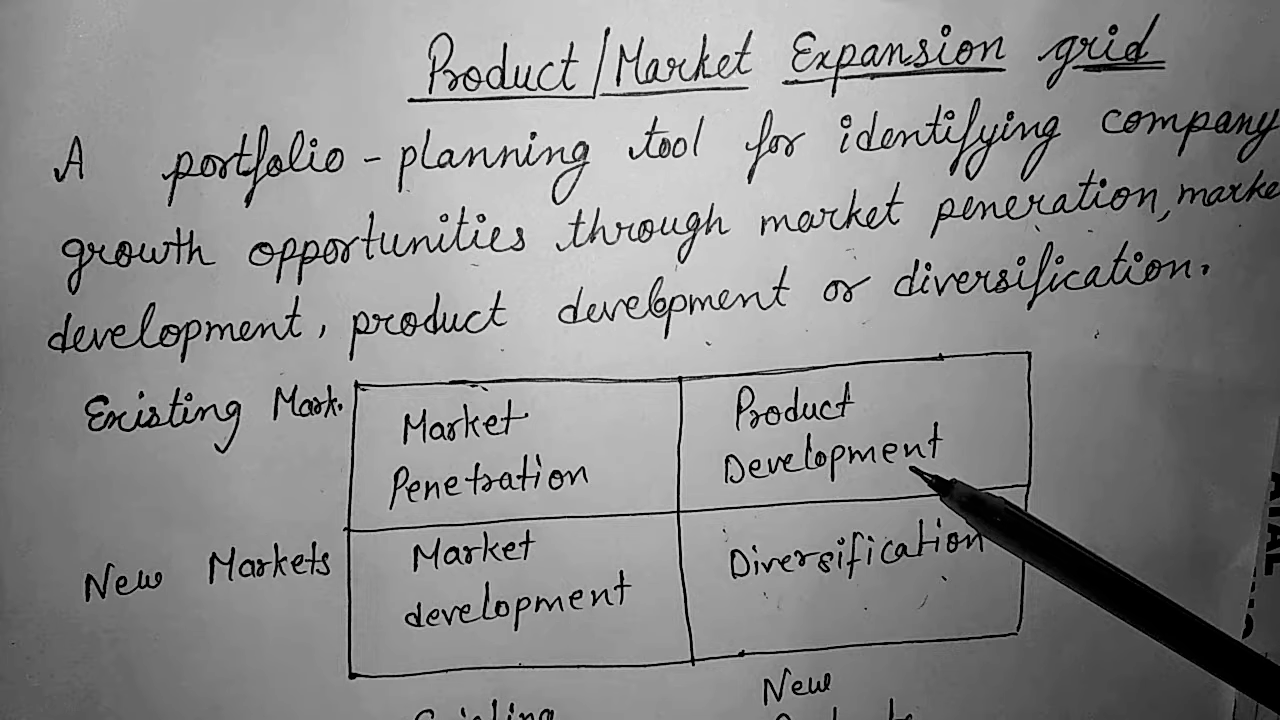 Product/Market Expansion grid
A portfolio-planning tool for identifying company
growth opportunities through market peneration, marke
development, product development or diversification.
Existing Mark.
Market
Penetration
Product
Development
New Markets
Market
development
Diversification
New